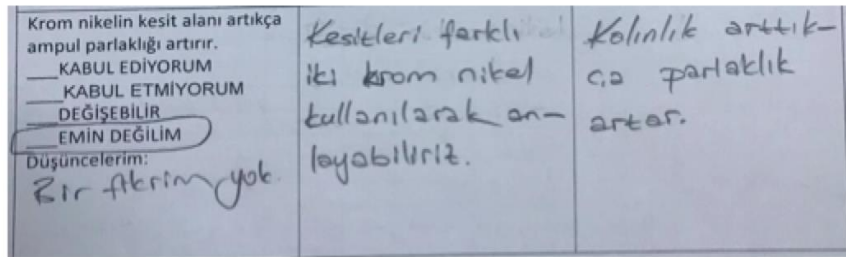 Krom nikelin kesit alanı artıkça
ampul parlaklığı artırır.
___KABUL EDİYORUM
___KABUL ETMİYORUM
___DEĞİŞEBİLİR
___EMİN DEĞİLİM
Düşüncelerim:
Bir fikrim yok.
Kesitleri farklı
iki krom nikel
kullanılarak an-
layabiliriz.
Kalınlık arttık-
ça parlaklık
artar.